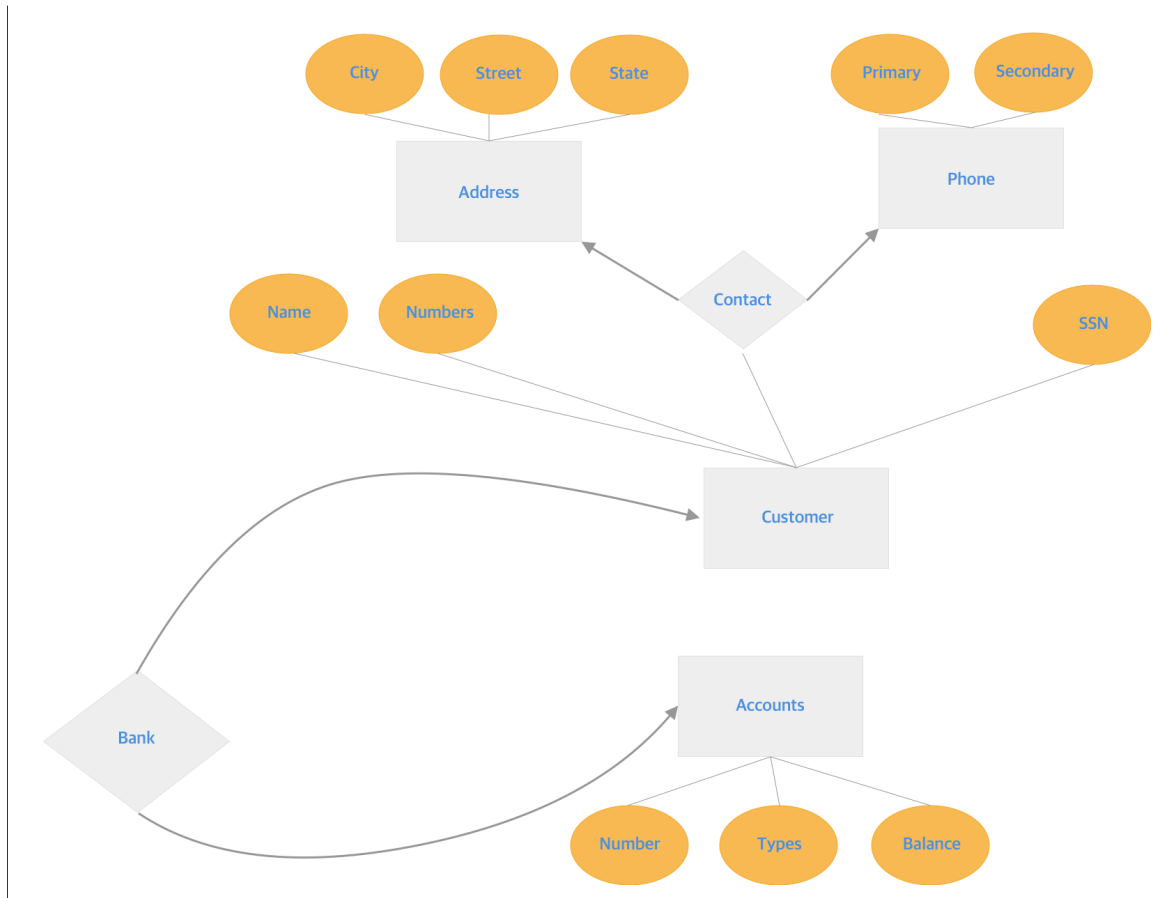 City
Street
State
Primary
Secondary
Address
Phone
Contact
Name
Numbers
SSN
Customer
Accounts
Bank
Number
Types
Balance